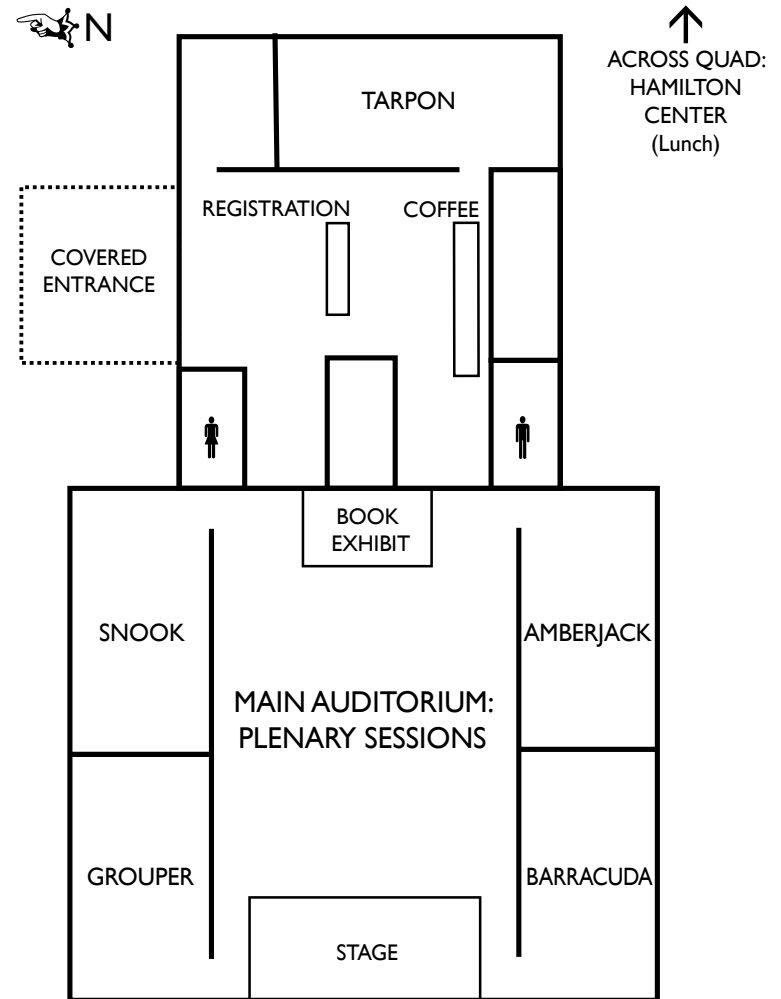 N
ACROSS QUAD:
HAMILTON
CENTER
(Lunch)
TARPON
REGISTRATION
COFFEE
COVERED
ENTRANCE
BOOK
EXHIBIT
SNOOK
AMBERJACK
MAIN AUDITORIUM:
PLENARY SESSIONS
GROUPER
BARRACUDA
STAGE